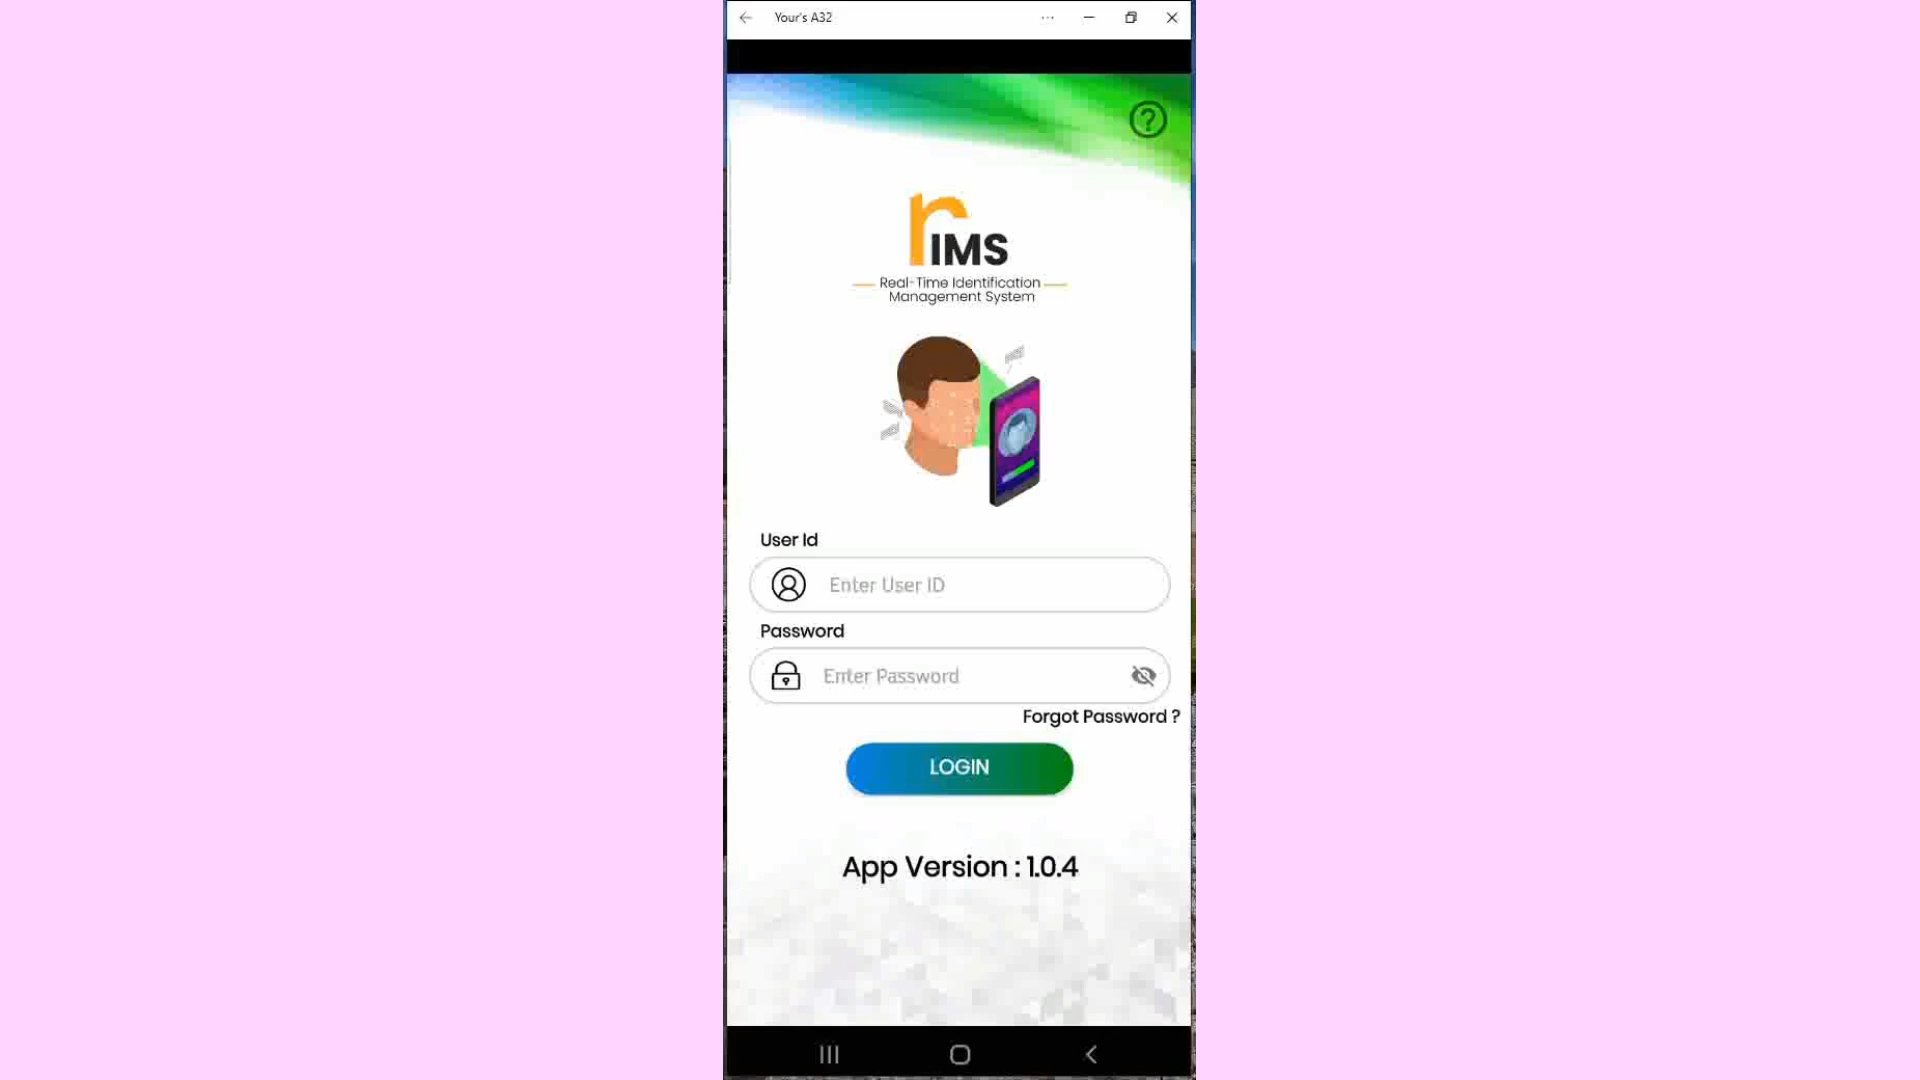 Your's A32
rIMS
Real-Time Identification
Management System
User Id
Enter User ID
Password
Enter Password
Forgot Password ?
LOGIN
App Version : 1.0.4